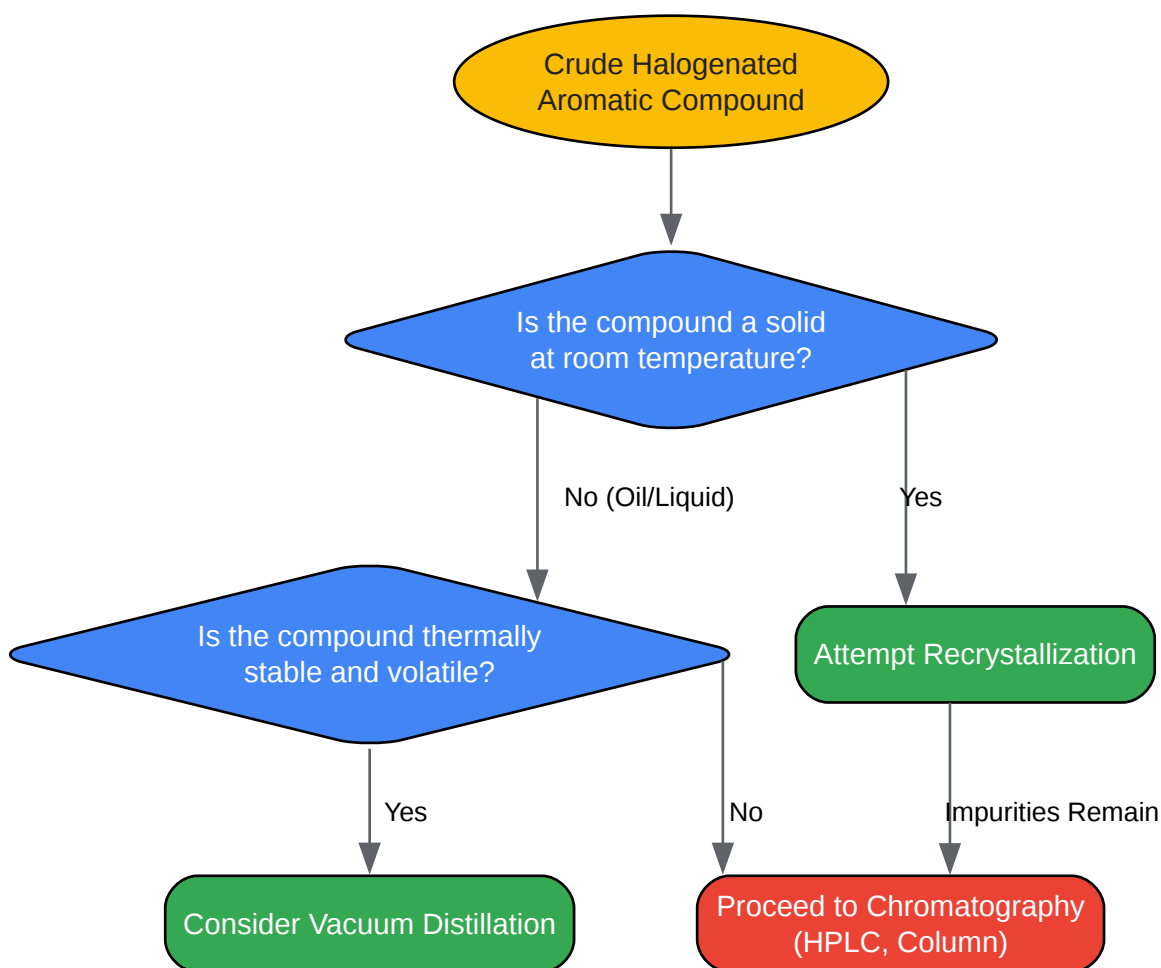 Crude Halogenated
Aromatic Compound
Is the compound a solid
at room temperature?
No (Oil/Liquid)
Yes
Is the compound thermally
stable and volatile?
Attempt Recrystallization
Yes
No
Impurities Remain
Consider Vacuum Distillation
Proceed to Chromatography
(HPLC, Column)